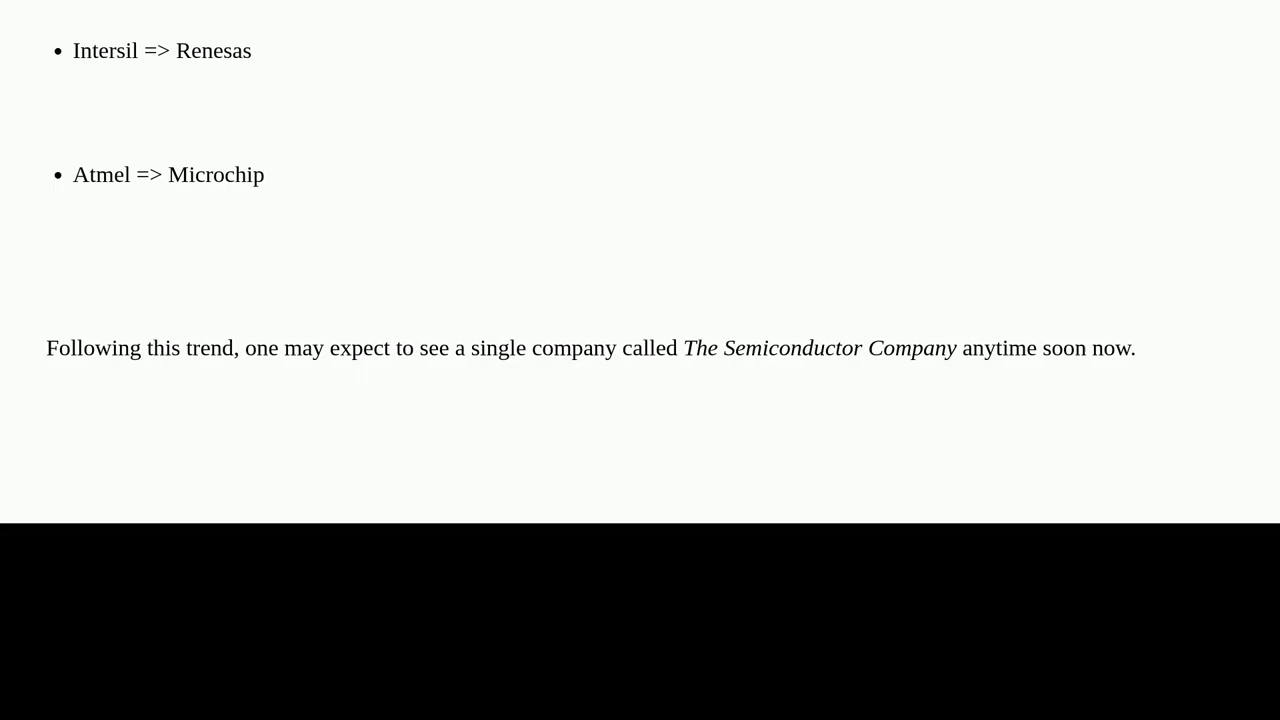 • Intersil => Renesas
• Atmel => Microchip
Following this trend, one may expect to see a single company called The Semiconductor Company anytime soon now.